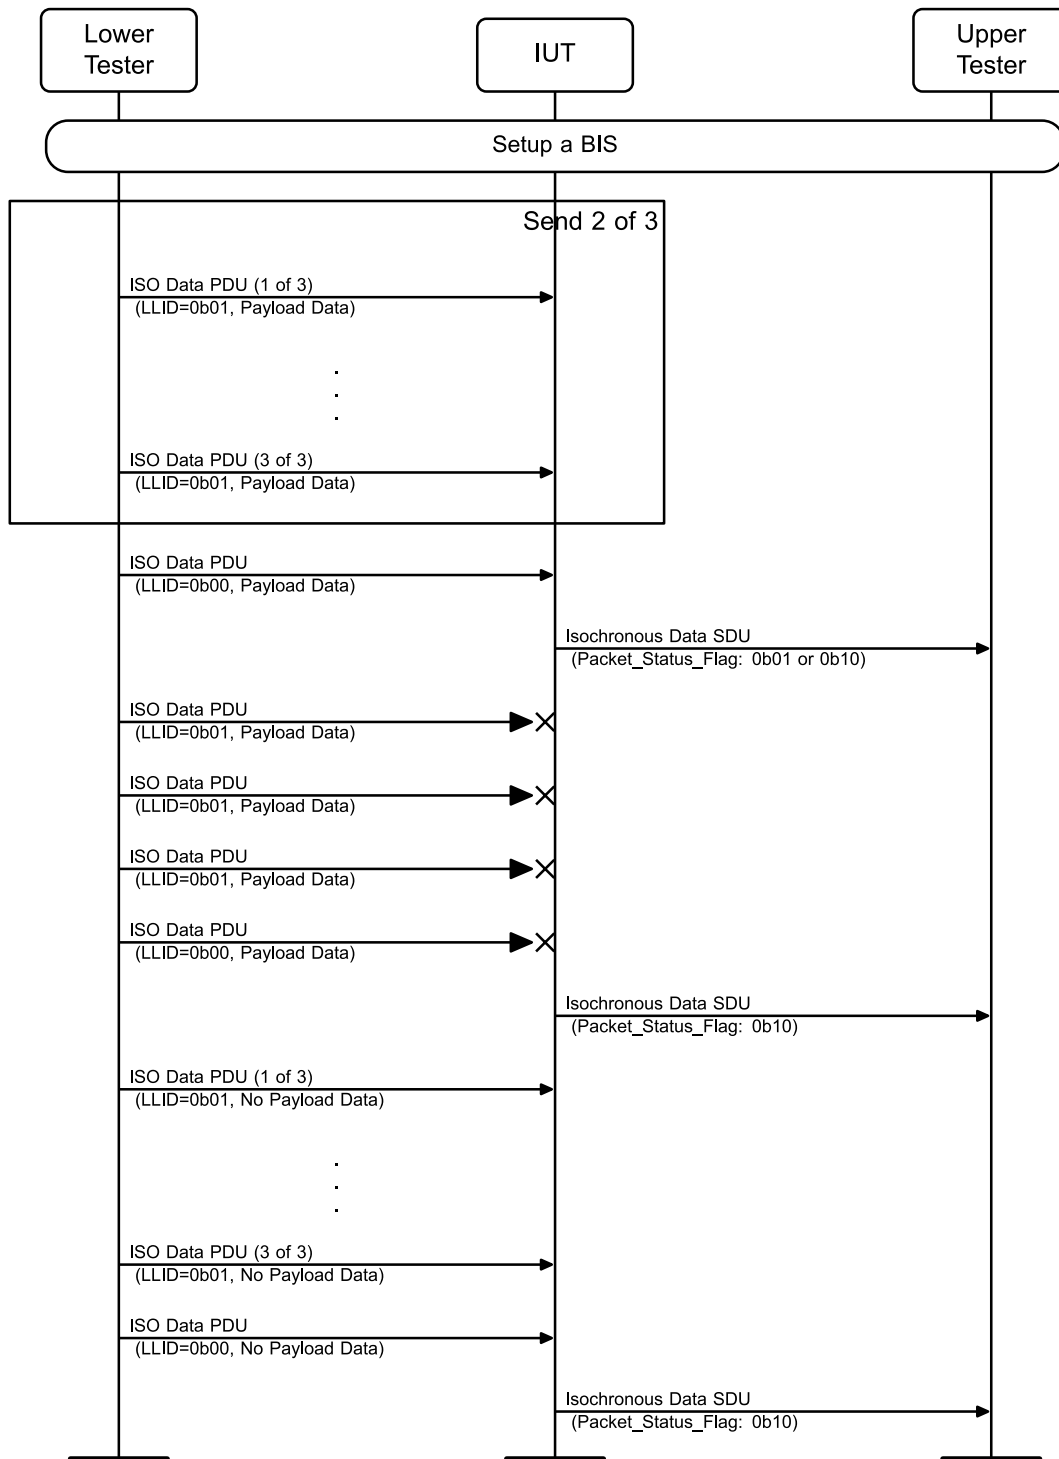 Lower
Tester
IUT
Upper
Tester
Setup a BIS
Send 2 of 3
ISO Data PDU (1 of 3)
(LLID=0b01, Payload Data)
.
.
.
ISO Data PDU (3 of 3)
(LLID=0b01, Payload Data)
ISO Data PDU
(LLID=0b00, Payload Data)
Isochronous Data SDU
(Packet_Status_Flag: 0b01 or 0b10)
ISO Data PDU
(LLID=0b01, Payload Data)
ISO Data PDU
(LLID=0b01, Payload Data)
ISO Data PDU
(LLID=0b01, Payload Data)
ISO Data PDU
(LLID=0b00, Payload Data)
Isochronous Data SDU
(Packet_Status_Flag: 0b10)
ISO Data PDU (1 of 3)
(LLID=0b01, No Payload Data)
.
.
.
ISO Data PDU (3 of 3)
(LLID=0b01, No Payload Data)
ISO Data PDU
(LLID=0b00, No Payload Data)
Isochronous Data SDU
(Packet_Status_Flag: 0b10)